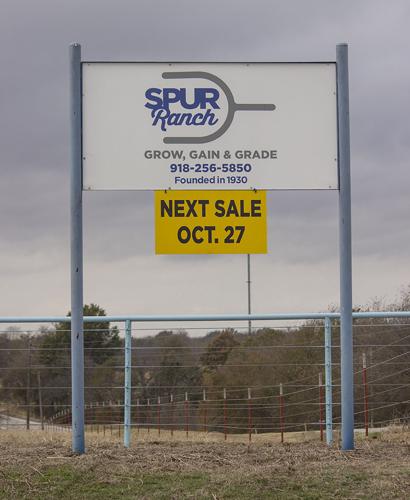 SPUR
Ranch
GROW, GAIN & GRADE
918-256-5850
Founded in 1930
NEXT SALE
OCT. 27